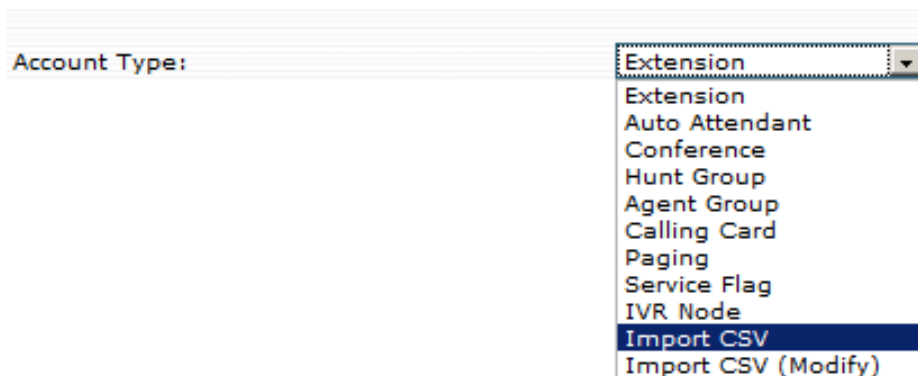 Account Type: Extension
Extension
Auto Attendant
Conference
Hunt Group
Agent Group
Calling Card
Paging
Service Flag
IVR Node
Import CSV
Import CSV (Modify)